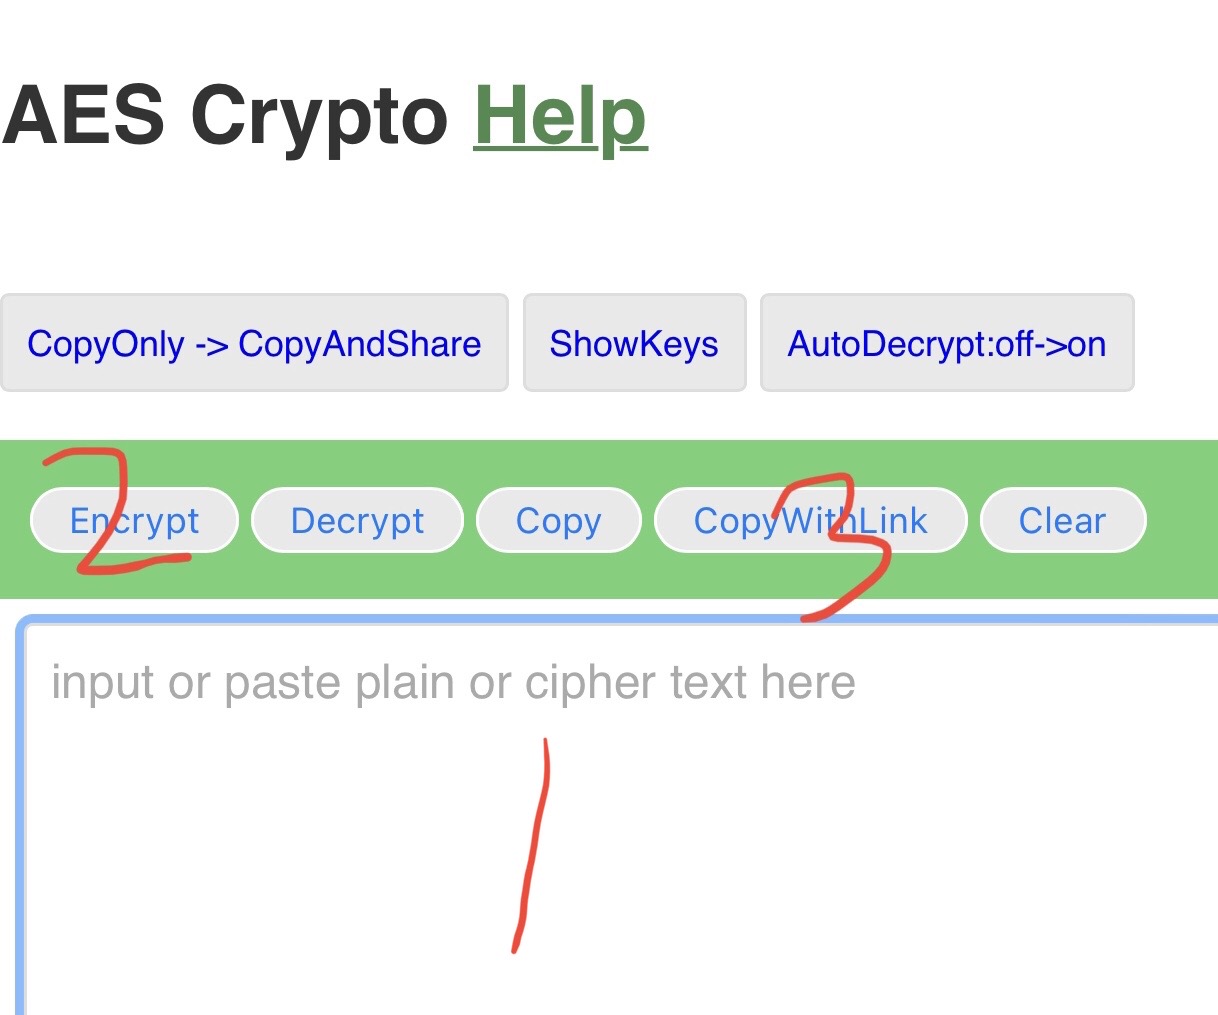 AES Crypto Help
CopyOnly -> CopyAndShare ShowKeys AutoDecrypt:off->on
2 3
Encrypt Decrypt Copy CopyWithLink Clear
input or paste plain or cipher text here
1